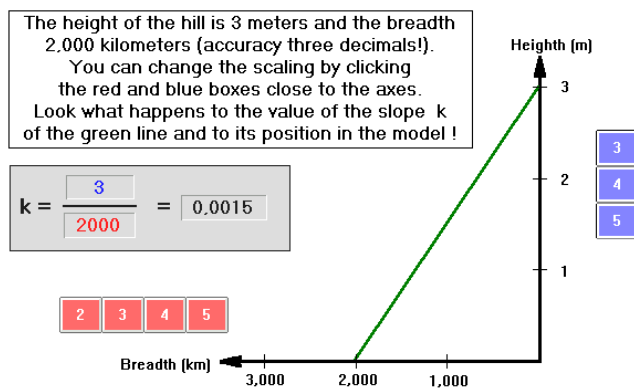 The height of the hill is 3 meters and the breadth
2,000 kilometers (accuracy three decimals!).
You can change the scaling by clicking
the red and blue boxes close to the axes.
Look what happens to the value of the slope k
of the green line and to its position in the model !
Heighth (m)
3
2
1
3
4
5
k = 3 / 2000 = 0,0015
2 3 4 5
Breadth (km)
3,000 2,000 1,000